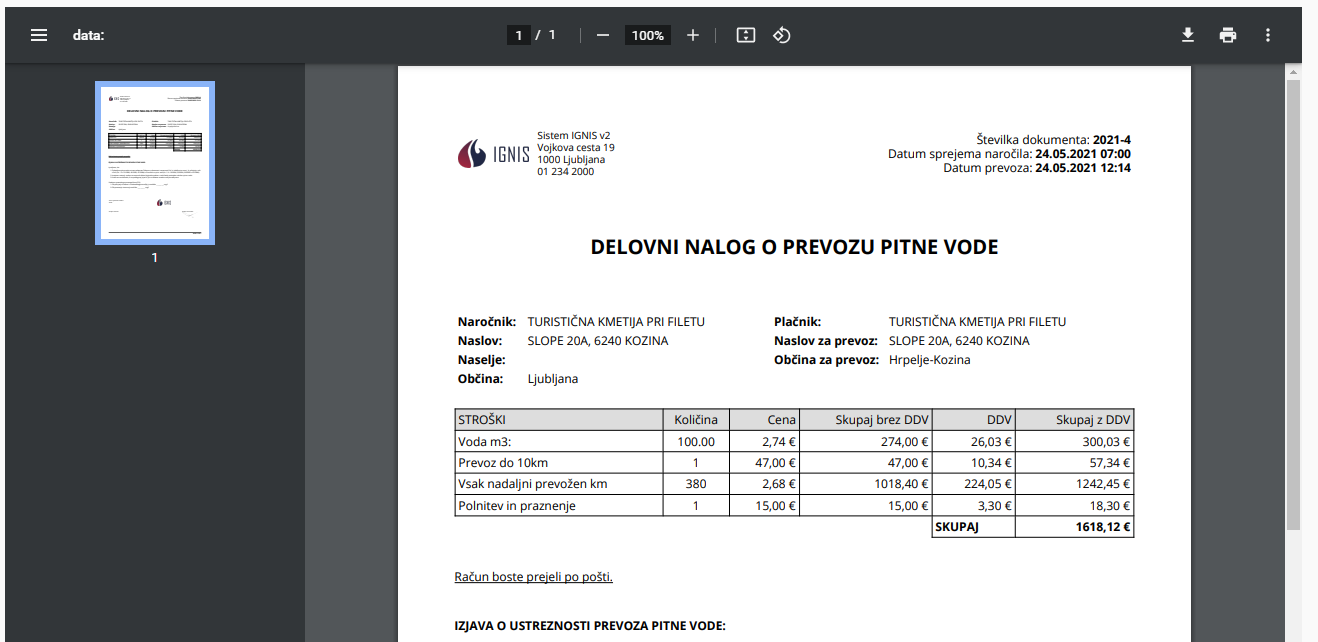 data:
1 / 1
100%
1
IGNIS
Sistem IGNIS v2
Vojkova cesta 19
1000 Ljubljana
01 234 2000
Številka dokumenta: 2021-4
Datum sprejema naročila: 24.05.2021 07:00
Datum prevoza: 24.05.2021 12:14
DELOVNI NALOG O PREVOZU PITNE VODE
Naročnik: TURISTIČNA KMETIJA PRI FILETU
Naslov: SLOPE 20A, 6240 KOZINA
Naselje:
Občina: Ljubljana
Plačnik: TURISTIČNA KMETIJA PRI FILETU
Naslov za prevoz: SLOPE 20A, 6240 KOZINA
Občina za prevoz: Hrpelje-Kozina
STROŠKI Količina Cena Skupaj brez DDV DDV Skupaj z DDV
Voda m3: 100.00 2,74 € 274,00 € 26,03 € 300,03 €
Prevoz do 10km 1 47,00 € 47,00 € 10,34 € 57,34 €
Vsak nadaljni prevožen km 380 2,68 € 1018,40 € 224,05 € 1242,45 €
Polnitev in praznenje 1 15,00 € 15,00 € 3,30 € 18,30 €
SKUPAJ 1618,12 €
Račun boste prejeli po pošti.
IZJAVA O USTREZNOSTI PREVOZA PITNE VODE: